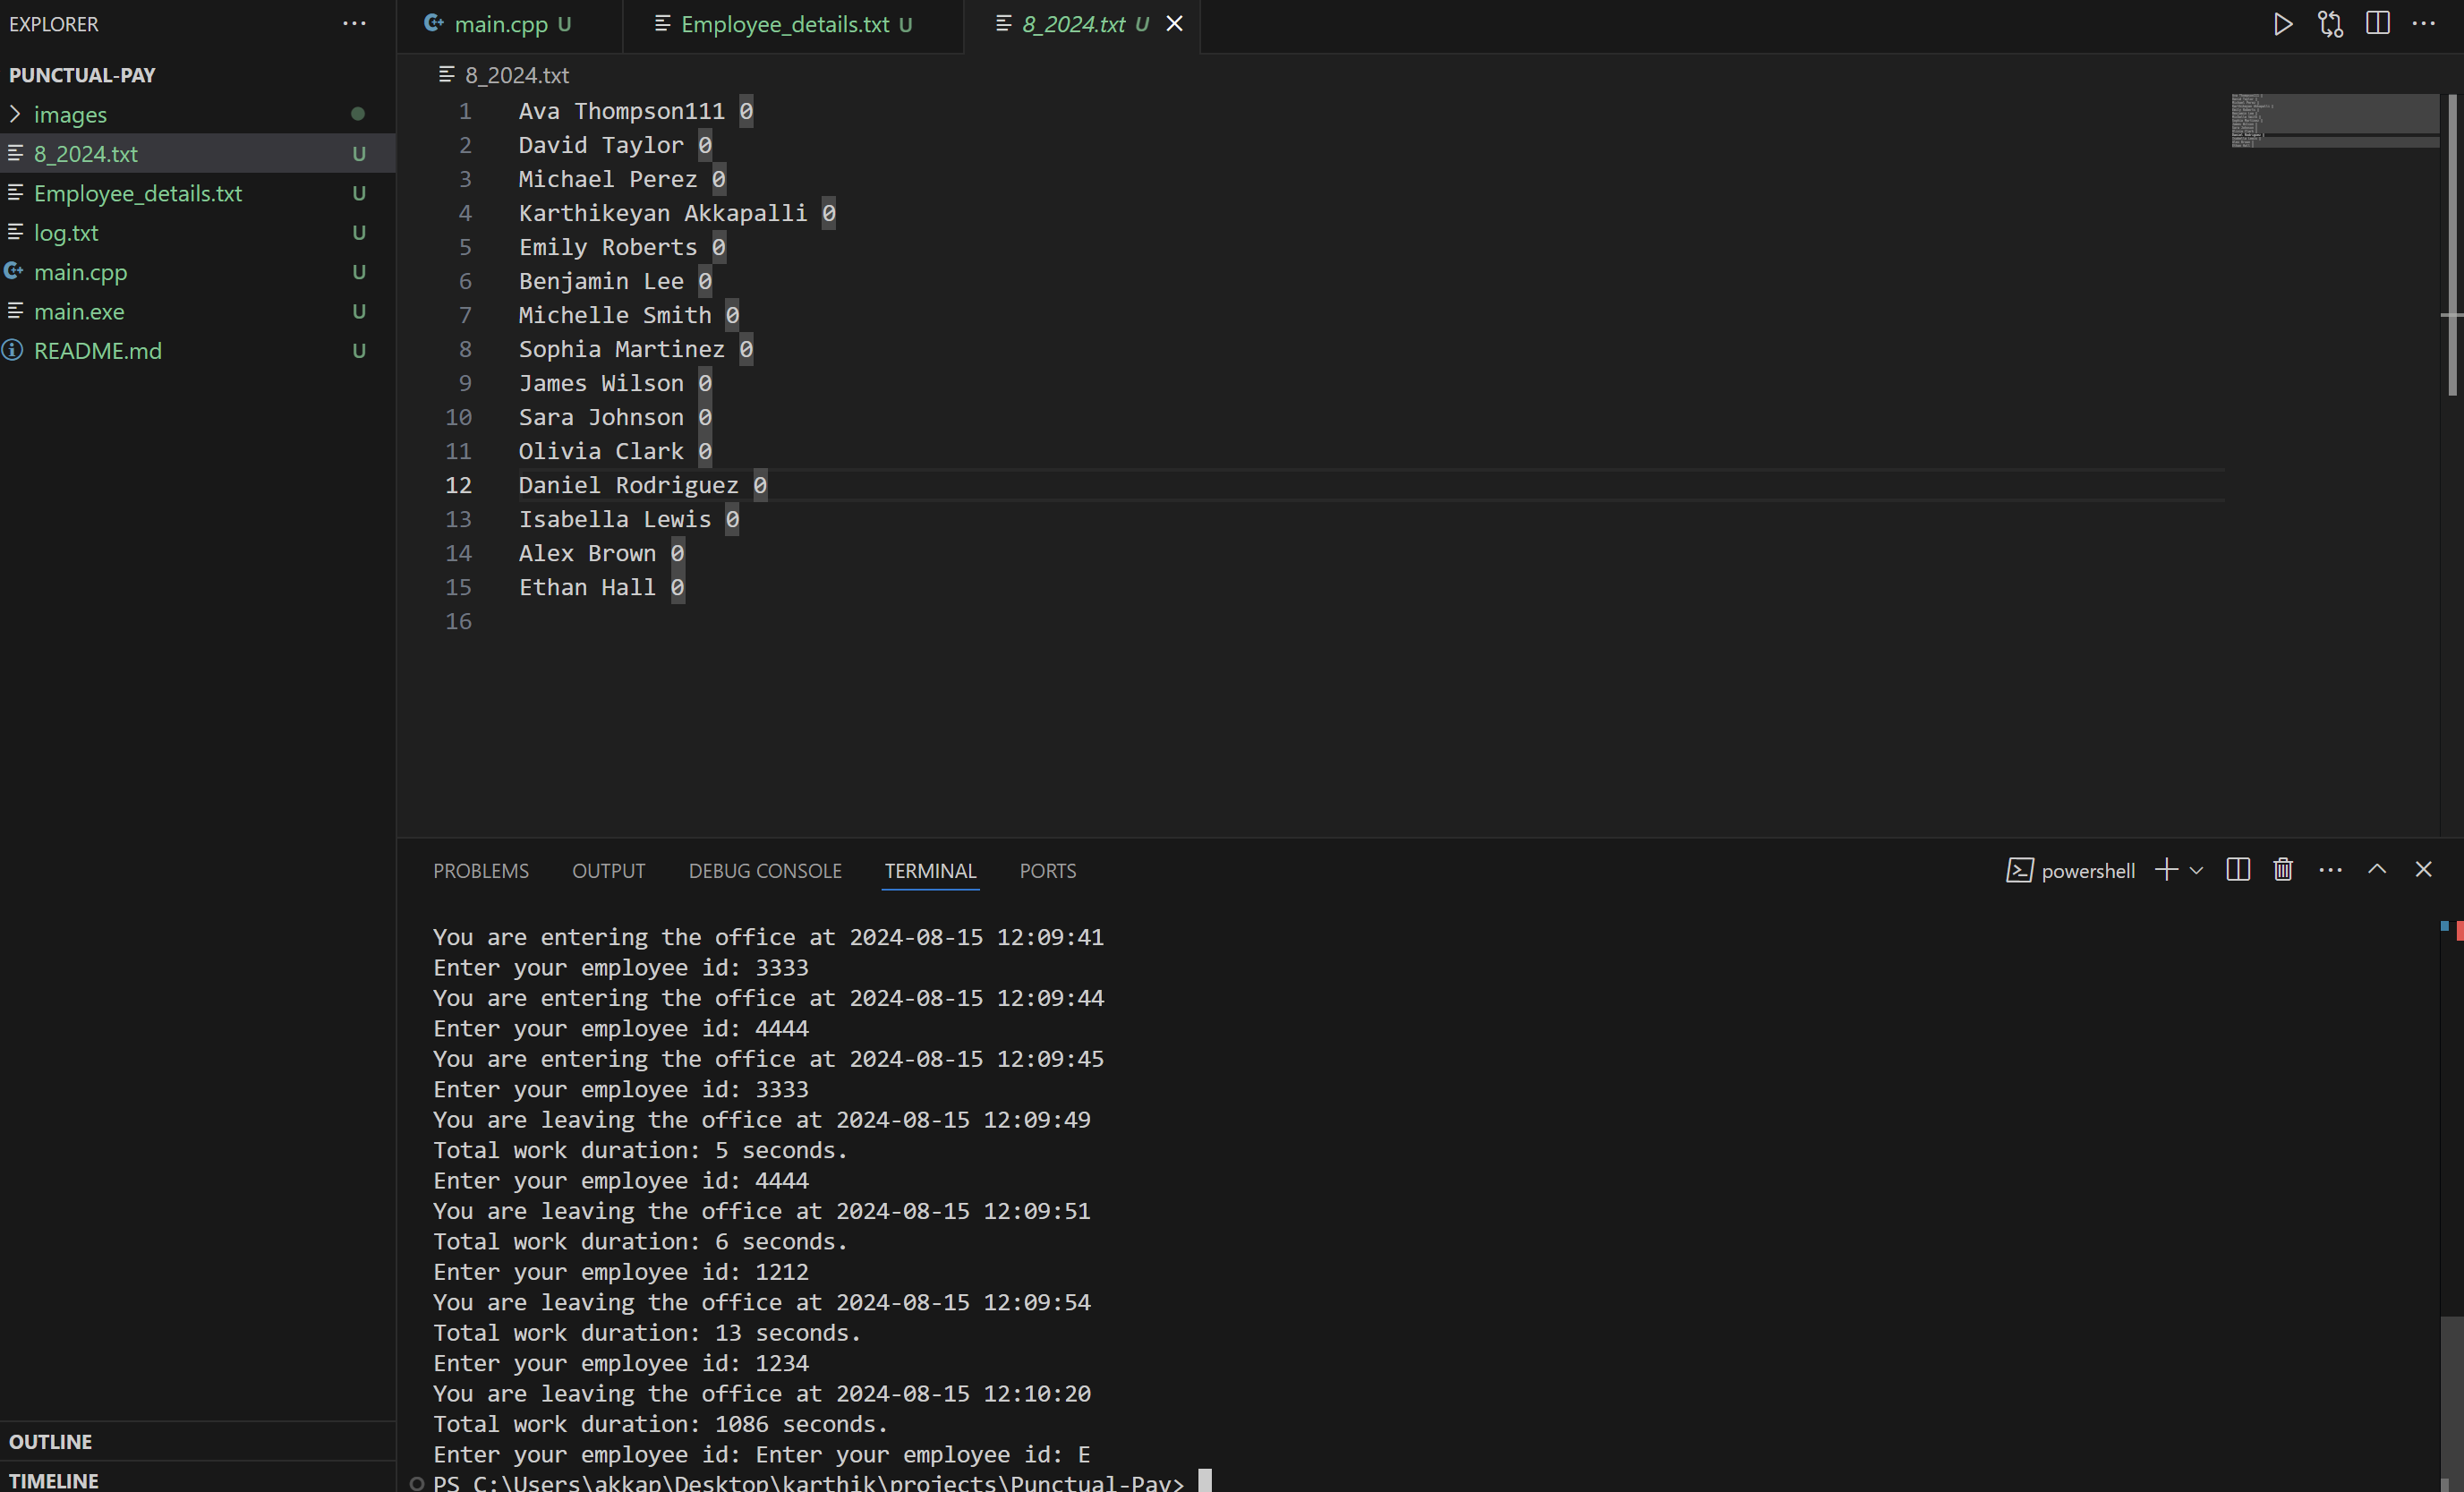 EXPLORER
PUNCTUAL-PAY
images
8_2024.txt U
Employee_details.txt U
log.txt U
main.cpp U
main.exe U
README.md U
OUTLINE
TIMELINE
main.cpp U Employee_details.txt U 8_2024.txt U
8_2024.txt
1 Ava Thompson111 0
2 David Taylor 0
3 Michael Perez 0
4 Karthikeyan Akkapalli 0
5 Emily Roberts 0
6 Benjamin Lee 0
7 Michelle Smith 0
8 Sophia Martinez 0
9 James Wilson 0
10 Sara Johnson 0
11 Olivia Clark 0
12 Daniel Rodriguez 0
13 Isabella Lewis 0
14 Alex Brown 0
15 Ethan Hall 0
16
PROBLEMS OUTPUT DEBUG CONSOLE TERMINAL PORTS powershell
You are entering the office at 2024-08-15 12:09:41
Enter your employee id: 3333
You are entering the office at 2024-08-15 12:09:44
Enter your employee id: 4444
You are entering the office at 2024-08-15 12:09:45
Enter your employee id: 3333
You are leaving the office at 2024-08-15 12:09:49
Total work duration: 5 seconds.
Enter your employee id: 4444
You are leaving the office at 2024-08-15 12:09:51
Total work duration: 6 seconds.
Enter your employee id: 1212
You are leaving the office at 2024-08-15 12:09:54
Total work duration: 13 seconds.
Enter your employee id: 1234
You are leaving the office at 2024-08-15 12:10:20
Total work duration: 1086 seconds.
Enter your employee id: Enter your employee id: E
PS C:\Users\akkap\Desktop\karthik\projects\Punctual-Pay>